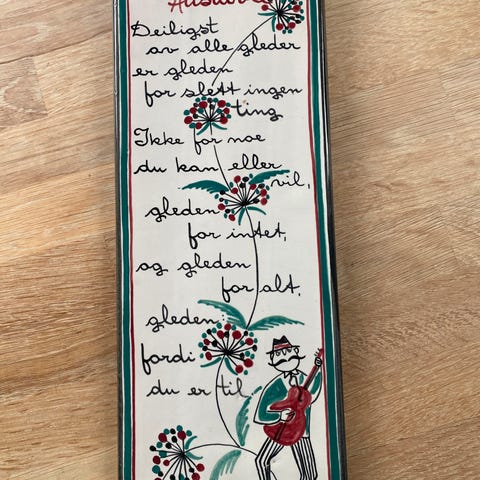 Deiligst
av alle gleder
er gleden
for slett ingen
ting
Ikke for noe
du kan eller
vil,
gleden
for intet,
og gleden
for alt,
gleden:
fordi
du er til